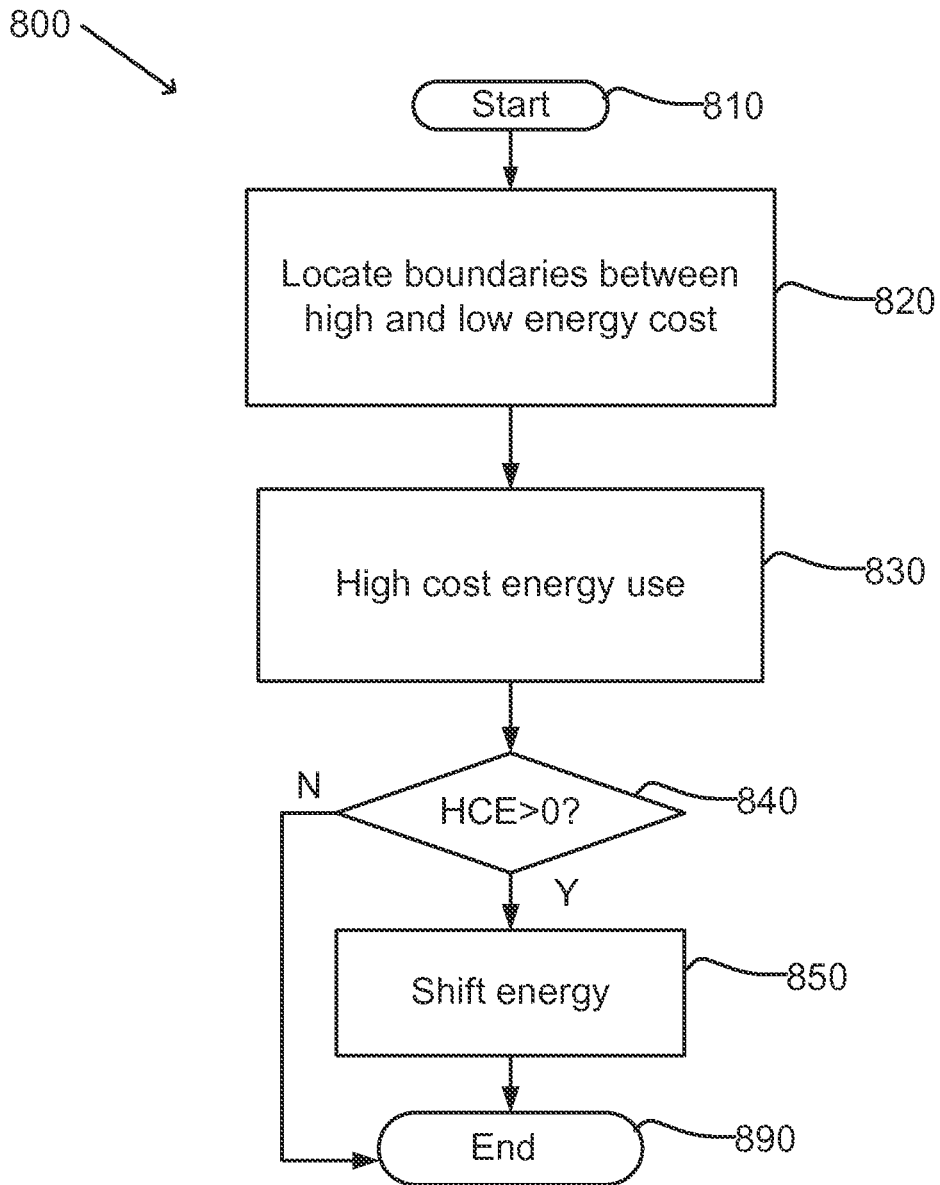 800
Start
810
Locate boundaries between
high and low energy cost
820
High cost energy use
830
N
HCE>0?
840
Y
Shift energy
850
End
890